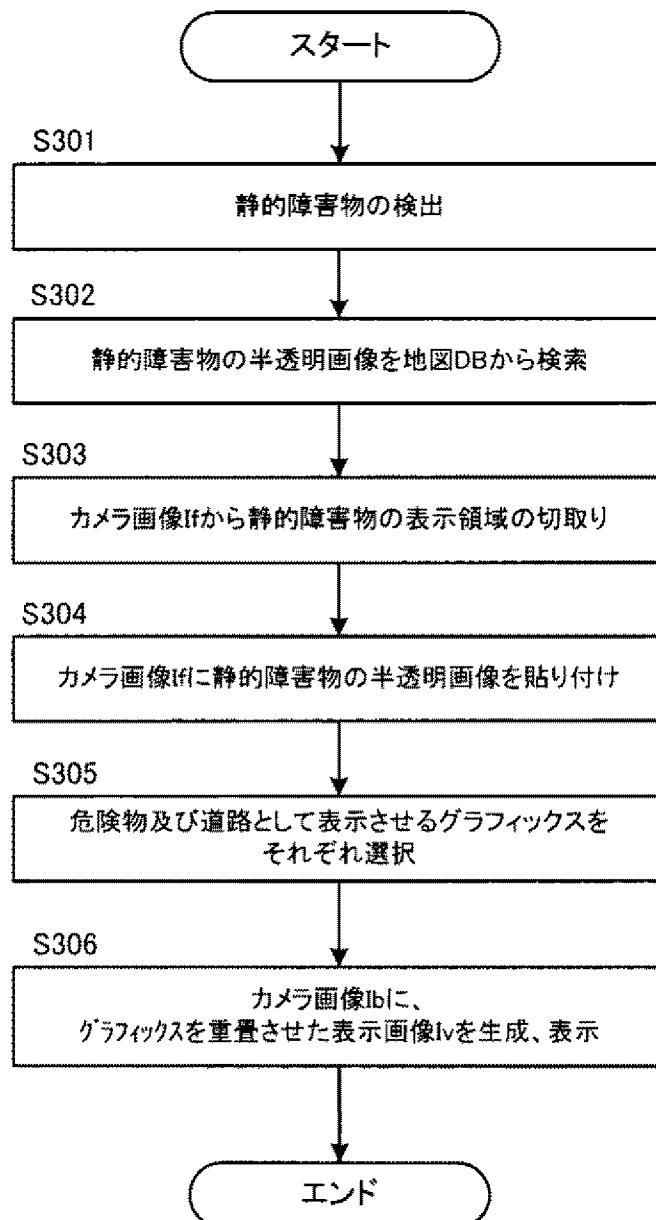 スタート
S301
静的障害物の検出
S302
静的障害物の半透明画像を地図DBから検索
S303
カメラ画像Ifから静的障害物の表示領域の切取り
S304
カメラ画像Ifに静的障害物の半透明画像を貼り付け
S305
危険物及び道路として表示させるグラフィックスを
それぞれ選択
S306
カメラ画像Ibに、
グラフィックスを重畳させた表示画像Ivを生成、表示
エンド